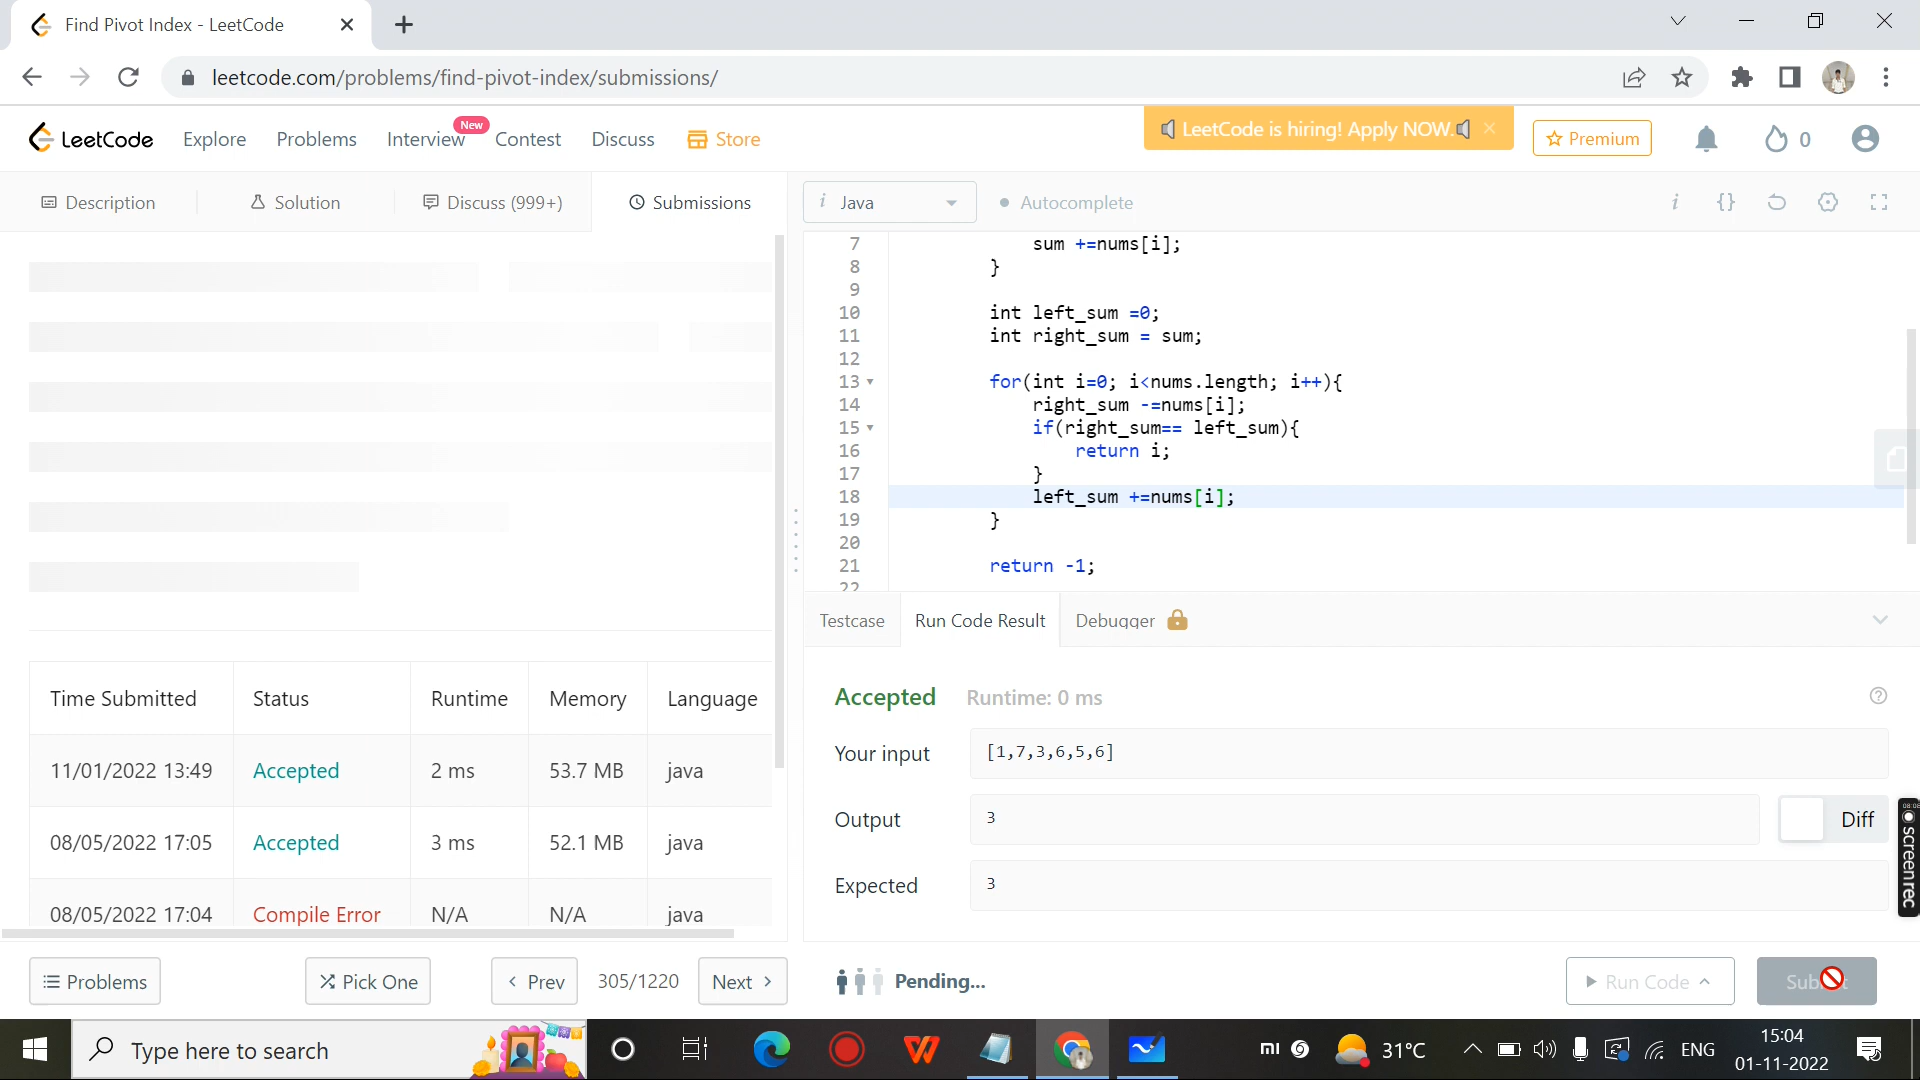 Find Pivot Index - LeetCode
leetcode.com/problems/find-pivot-index/submissions/
LeetCode
Explore
Problems
Interview
New
Contest
Discuss
Store
LeetCode is hiring! Apply NOW.
Premium
0
Description
Solution
Discuss (999+)
Submissions
i Java
Autocomplete
i
{}
7 sum +=nums[i];
8 }
9
10 int left_sum =0;
11 int right_sum = sum;
12
13 for(int i=0; i<nums.length; i++){
14 right_sum -=nums[i];
15 if(right_sum== left_sum){
16 return i;
17 }
18 left_sum +=nums[i];
19 }
20
21 return -1;
22
Testcase
Run Code Result
Debugger
Accepted Runtime: 0 ms
Your input [1,7,3,6,5,6]
Output 3
Diff
Expected 3
Time Submitted Status Runtime Memory Language
11/01/2022 13:49 Accepted 2 ms 53.7 MB java
08/05/2022 17:05 Accepted 3 ms 52.1 MB java
08/05/2022 17:04 Compile Error N/A N/A java
Problems
Pick One
Prev
305/1220
Next
Pending...
Run Code
screenrec
Type here to search
31°C
ENG
15:04
01-11-2022